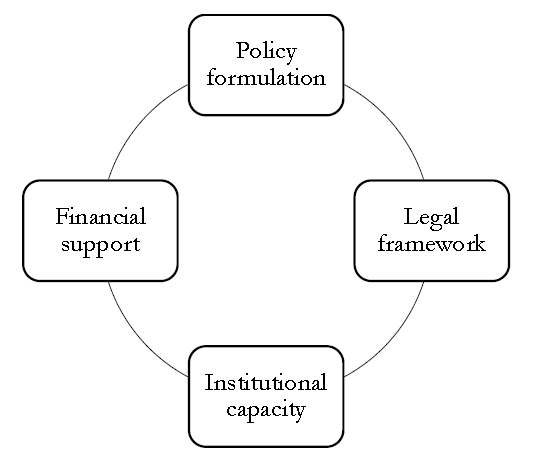 Policy
formulation
Legal
framework
Institutional
capacity
Financial
support